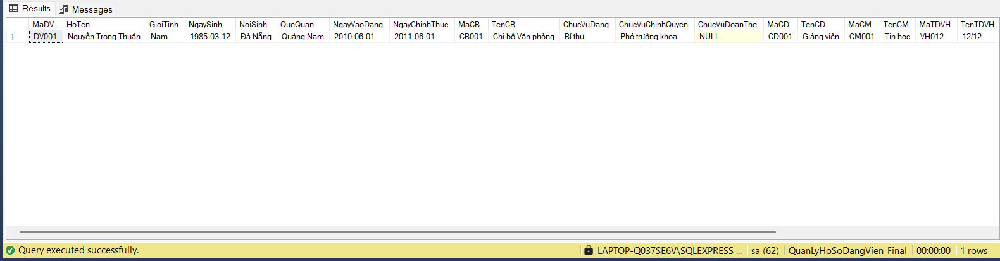 Results Messages
MaDV HoTen GioiTinh NgaySinh NoiSinh QueQuan NgayVaoDang NgayChinhThuc MaCB TenCB ChucVuDang ChucVuChinhQuyen ChucVuDoanThe MaCD TenCD MaCM TenCM MaTDVH TenTDVH
1 DV001 Nguyễn Trọng Thuận Nam 1985-03-12 Đà Nẵng Quảng Nam 2010-06-01 2011-06-01 CB001 Chi bộ Văn phòng Bí thư Phó trưởng khoa NULL CD001 Giảng viên CM001 Tin học VH012 12/12
Query executed successfully. LAPTOP-Q037SE6V\SQLEXPRESS ... sa (62) QuanLyHoSoDangVien_Final 00:00:00 1 rows